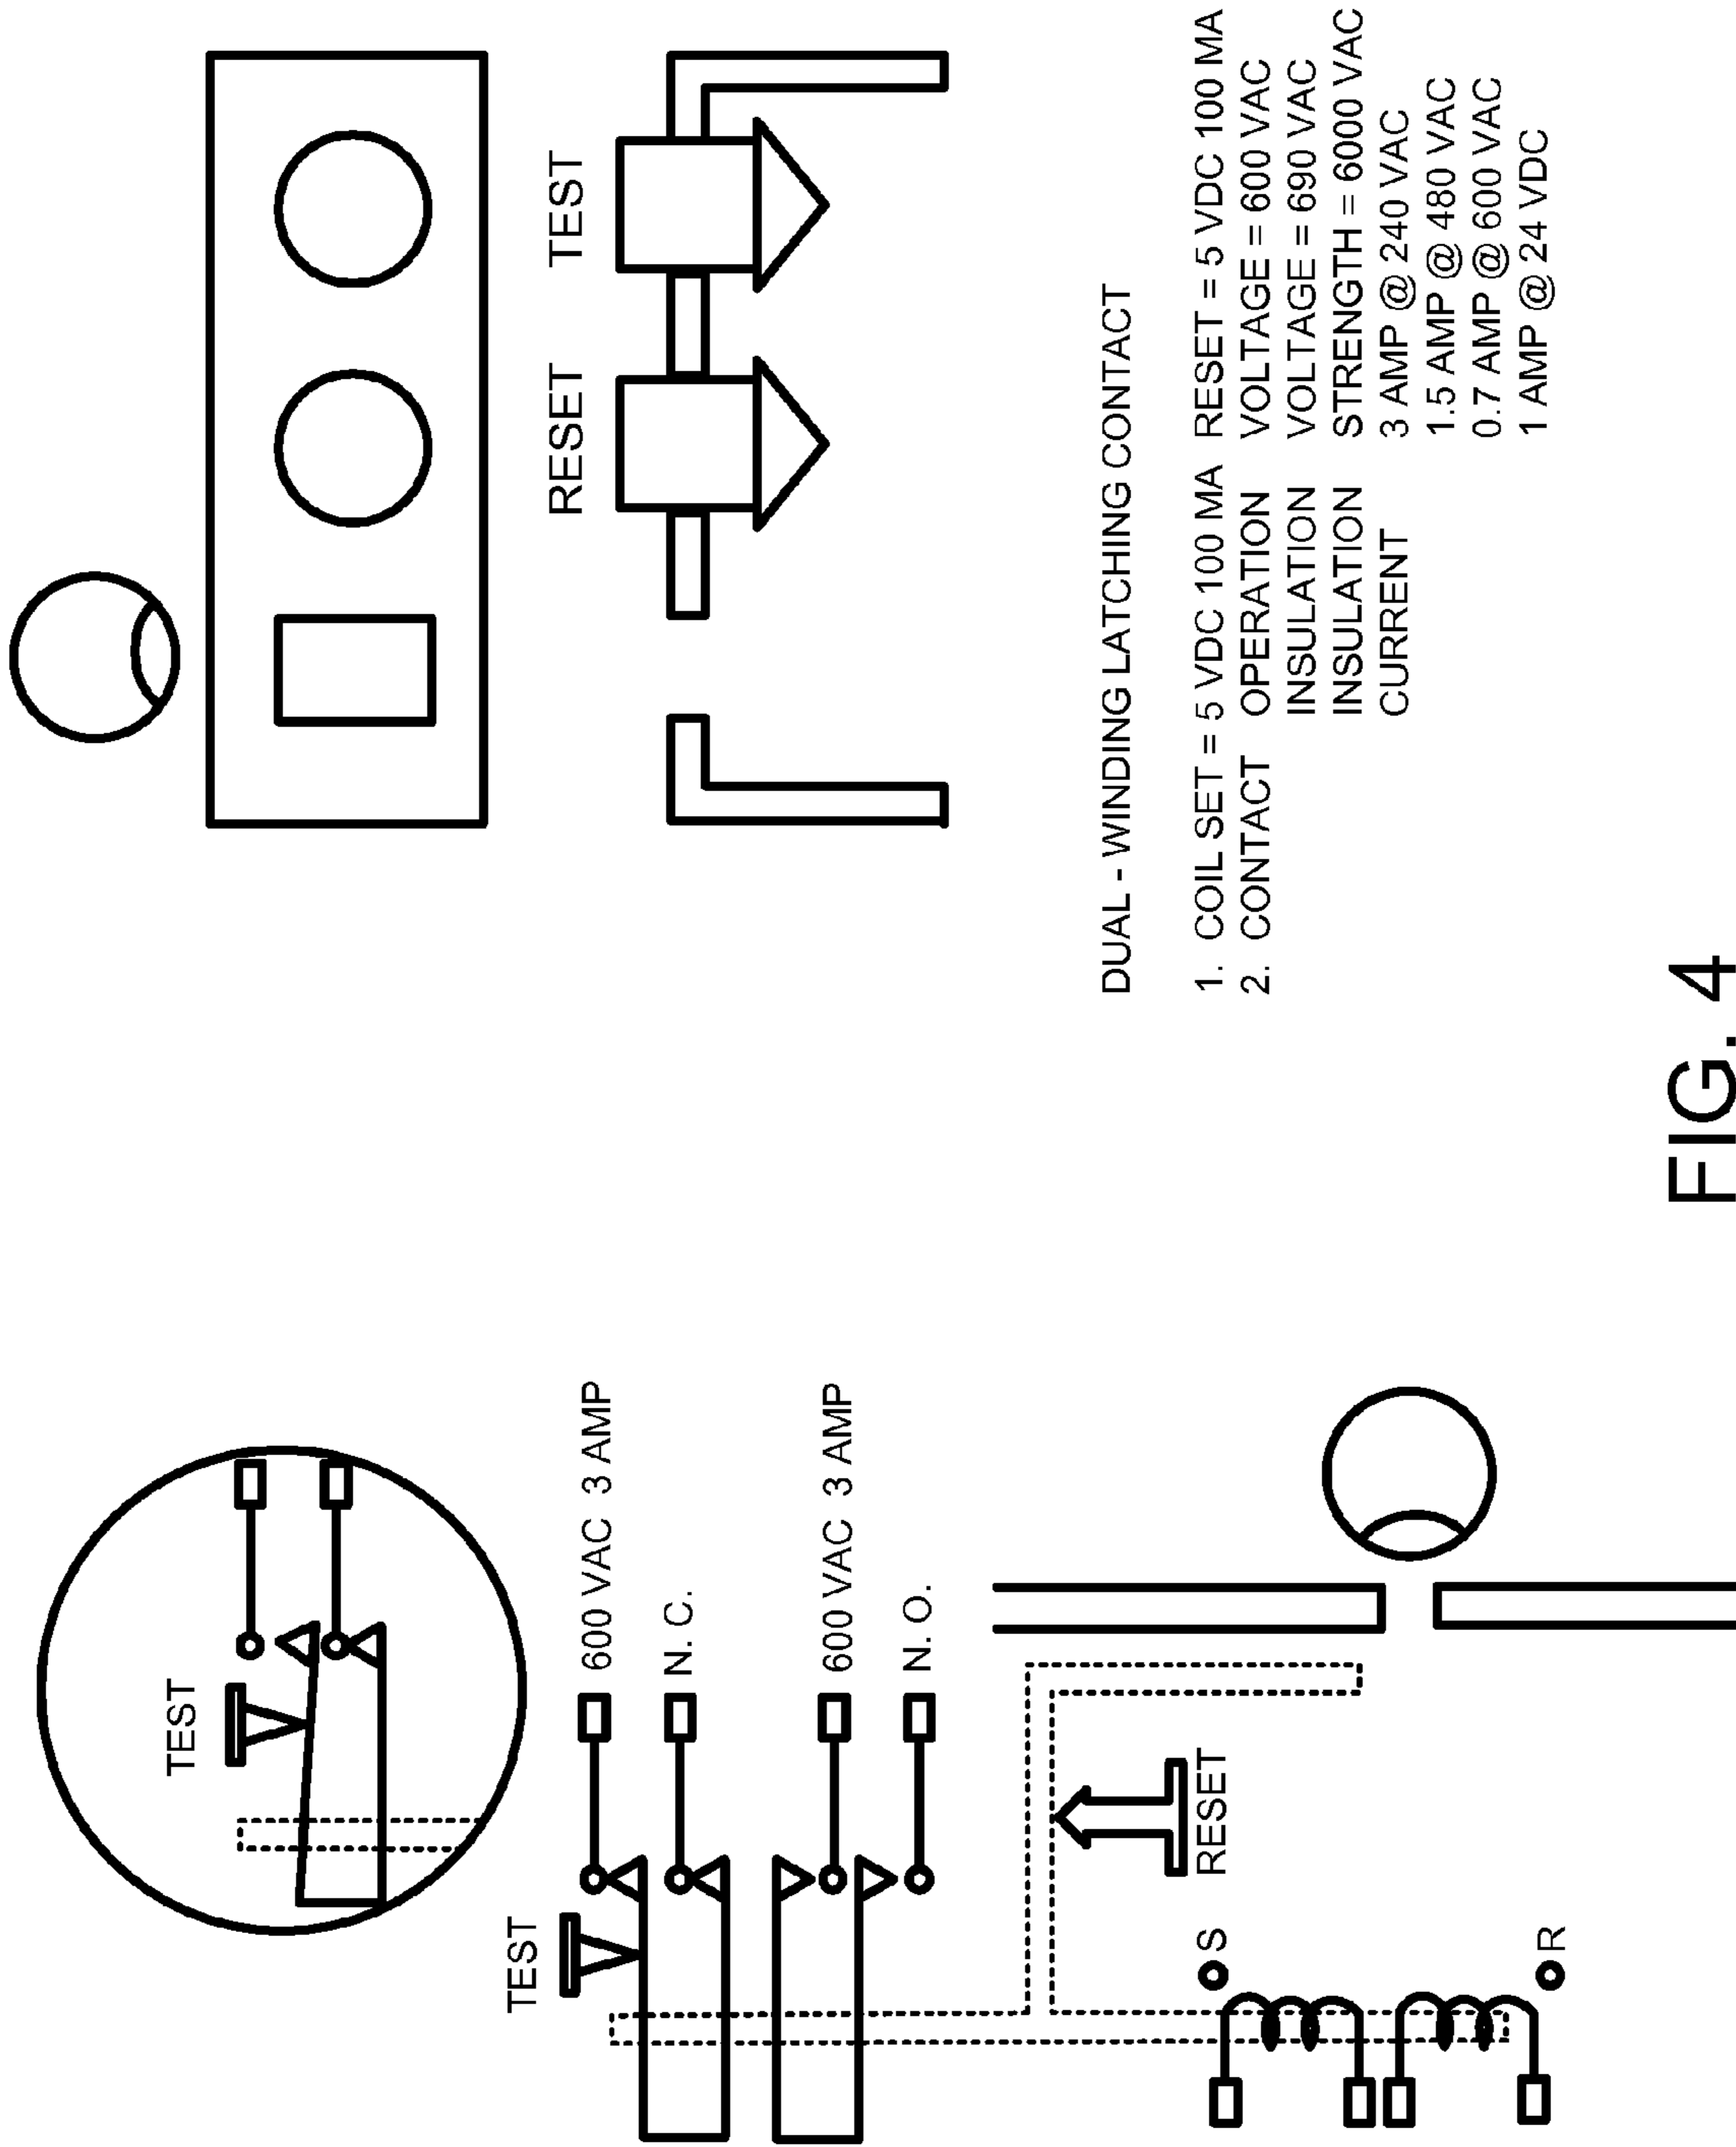 TEST
TEST
600 VAC 3 AMP
N. C.
600 VAC 3 AMP
N. O.
RESET
S
R
RESET
TEST
DUAL - WINDING LATCHING CONTACT
1. COIL SET = 5 VDC 100 MA RESET = 5 VDC 100 MA
2. CONTACT OPERATION VOLTAGE = 600 VAC
INSULATION VOLTAGE = 690 VAC
INSULATION STRENGTH = 6000 VAC
CURRENT 3 AMP @ 240 VAC
1.5 AMP @ 480 VAC
0.7 AMP @ 600 VAC
1 AMP @ 24 VDC
FIG. 4